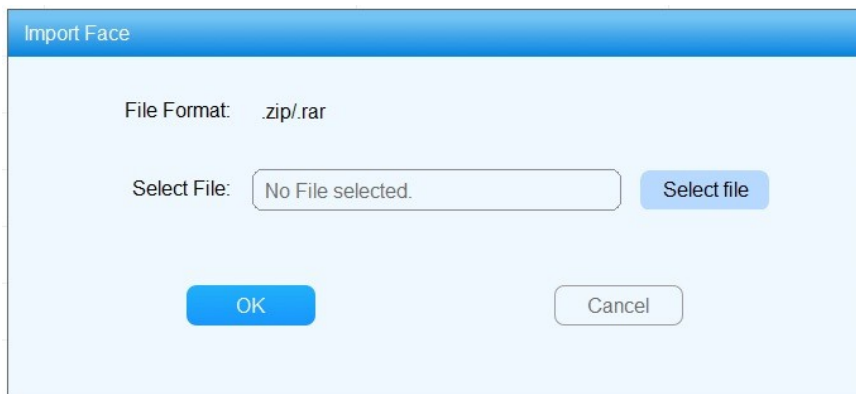 Import Face
File Format: .zip/.rar
Select File: No File selected. Select file
OK Cancel